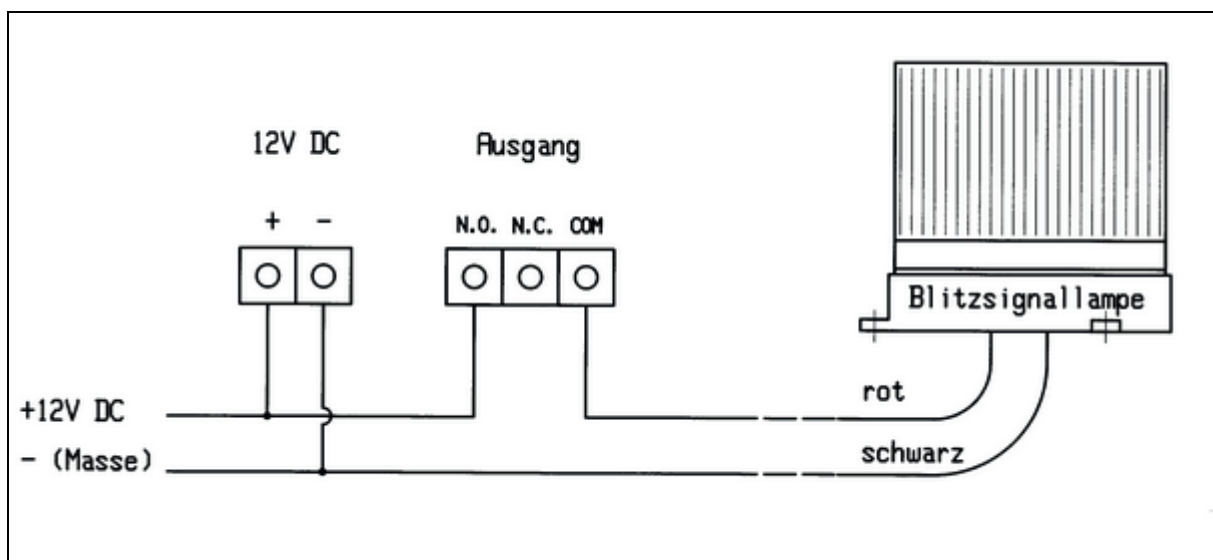 12V DC
Ausgang
+ -
N.O. N.C. COM
Blitzsignallampe
rot
+12V DC
schwarz
- (Masse)